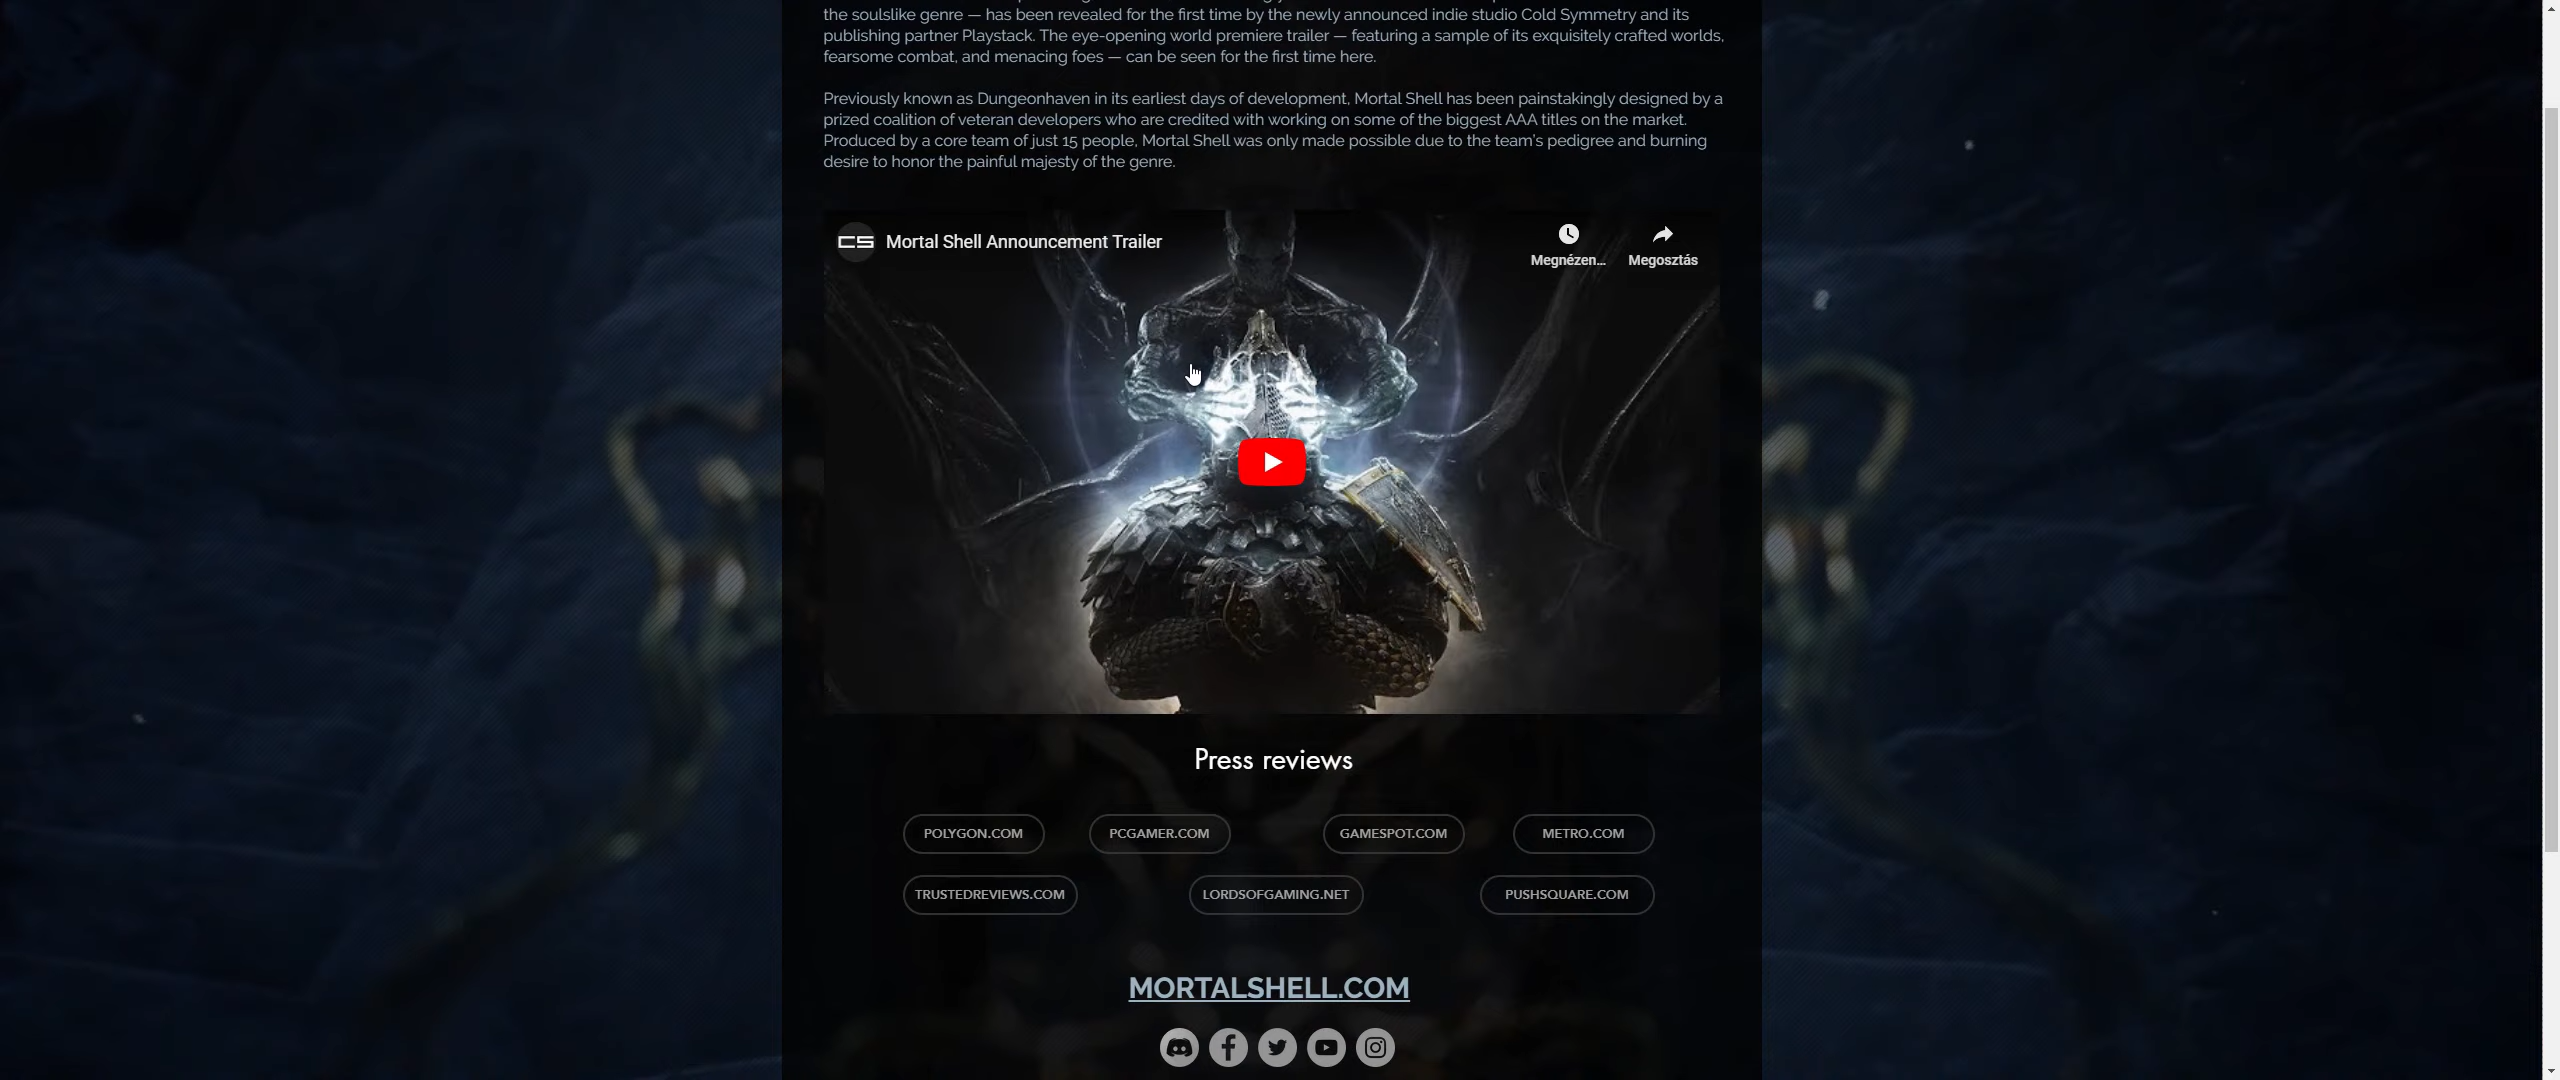 the soulslike genre — has been revealed for the first time by the newly announced indie studio Cold Symmetry and its
publishing partner Playstack. The eye-opening world premiere trailer — featuring a sample of its exquisitely crafted worlds,
fearsome combat, and menacing foes — can be seen for the first time here.
Previously known as Dungeonhaven in its earliest days of development, Mortal Shell has been painstakingly designed by a
prized coalition of veteran developers who are credited with working on some of the biggest AAA titles on the market.
Produced by a core team of just 15 people, Mortal Shell was only made possible due to the team's pedigree and burning
desire to honor the painful majesty of the genre.
CS Mortal Shell Announcement Trailer
Megnézen... Megosztás
Press reviews
POLYGON.COM PCGAMER.COM GAMESPOT.COM METRO.COM
TRUSTEDREVIEWS.COM LORDSOFGAMING.NET PUSHSQUARE.COM
MORTALSHELL.COM